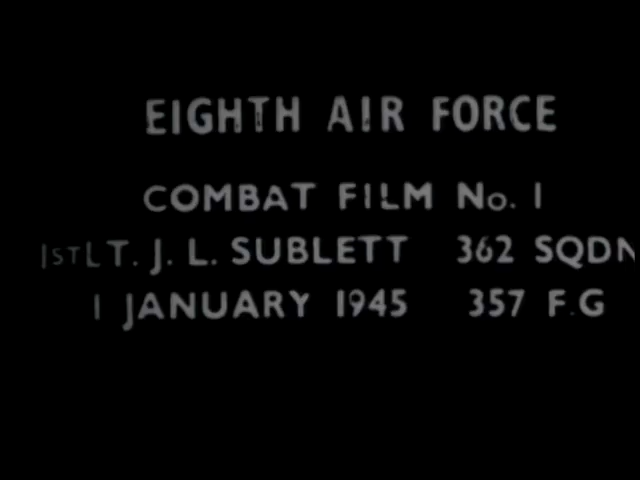 EIGHTH AIR FORCE
COMBAT FILM No. 1
1ST LT. J. L. SUBLETT 362 SQDN
1 JANUARY 1945 357 F.G